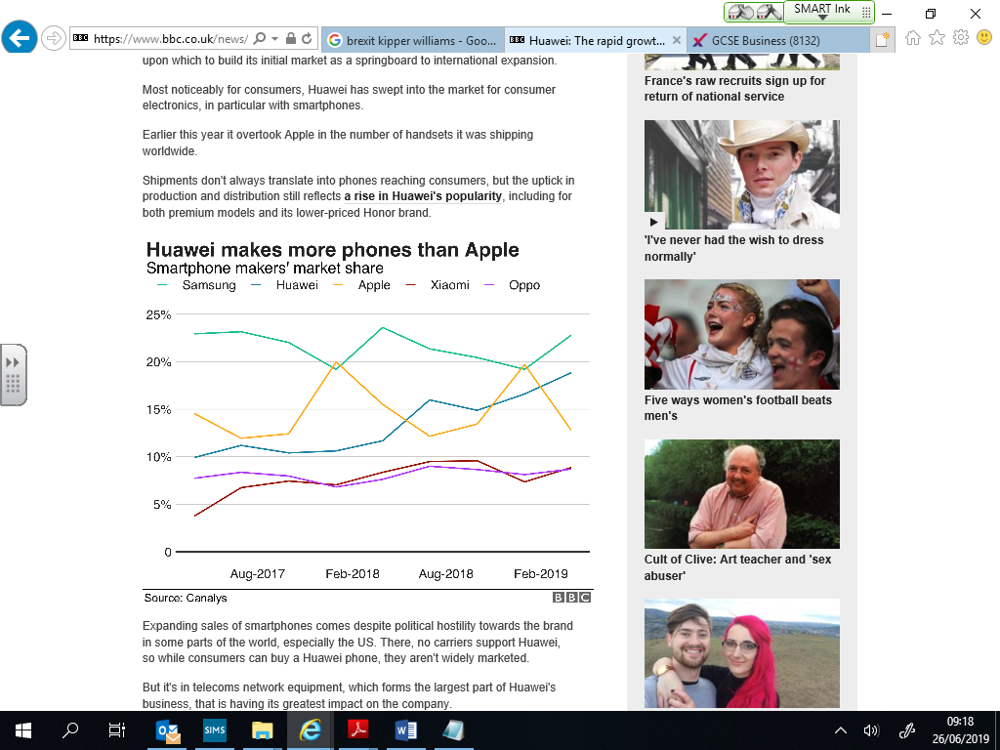 SMART Ink
https://www.bbc.co.uk/news/
brexit kipper williams - Goo...
BBC Huawei: The rapid growt...
GCSE Business (8132)
upon which to build its initial market as a springboard to international expansion.
Most noticeably for consumers, Huawei has swept into the market for consumer
electronics, in particular with smartphones.
Earlier this year it overtook Apple in the number of handsets it was shipping
worldwide.
Shipments don't always translate into phones reaching consumers, but the uptick in
production and distribution still reflects a rise in Huawei's popularity, including for
both premium models and its lower-priced Honor brand.
Huawei makes more phones than Apple
Smartphone makers' market share
Samsung Huawei Apple Xiaomi Oppo
25%
20%
15%
10%
5%
0
Aug-2017 Feb-2018 Aug-2018 Feb-2019
Source: Canalys
BBC
Expanding sales of smartphones comes despite political hostility towards the brand
in some parts of the world, especially the US. There, no carriers support Huawei,
so while consumers can buy a Huawei phone, they aren't widely marketed.
But it's in telecoms network equipment, which forms the largest part of Huawei's
business, that is having its greatest impact on the company.
France's raw recruits sign up for
return of national service
'I've never had the wish to dress
normally'
Five ways women's football beats
men's
Cult of Clive: Art teacher and 'sex
abuser'
SIMS
09:18
26/06/2019